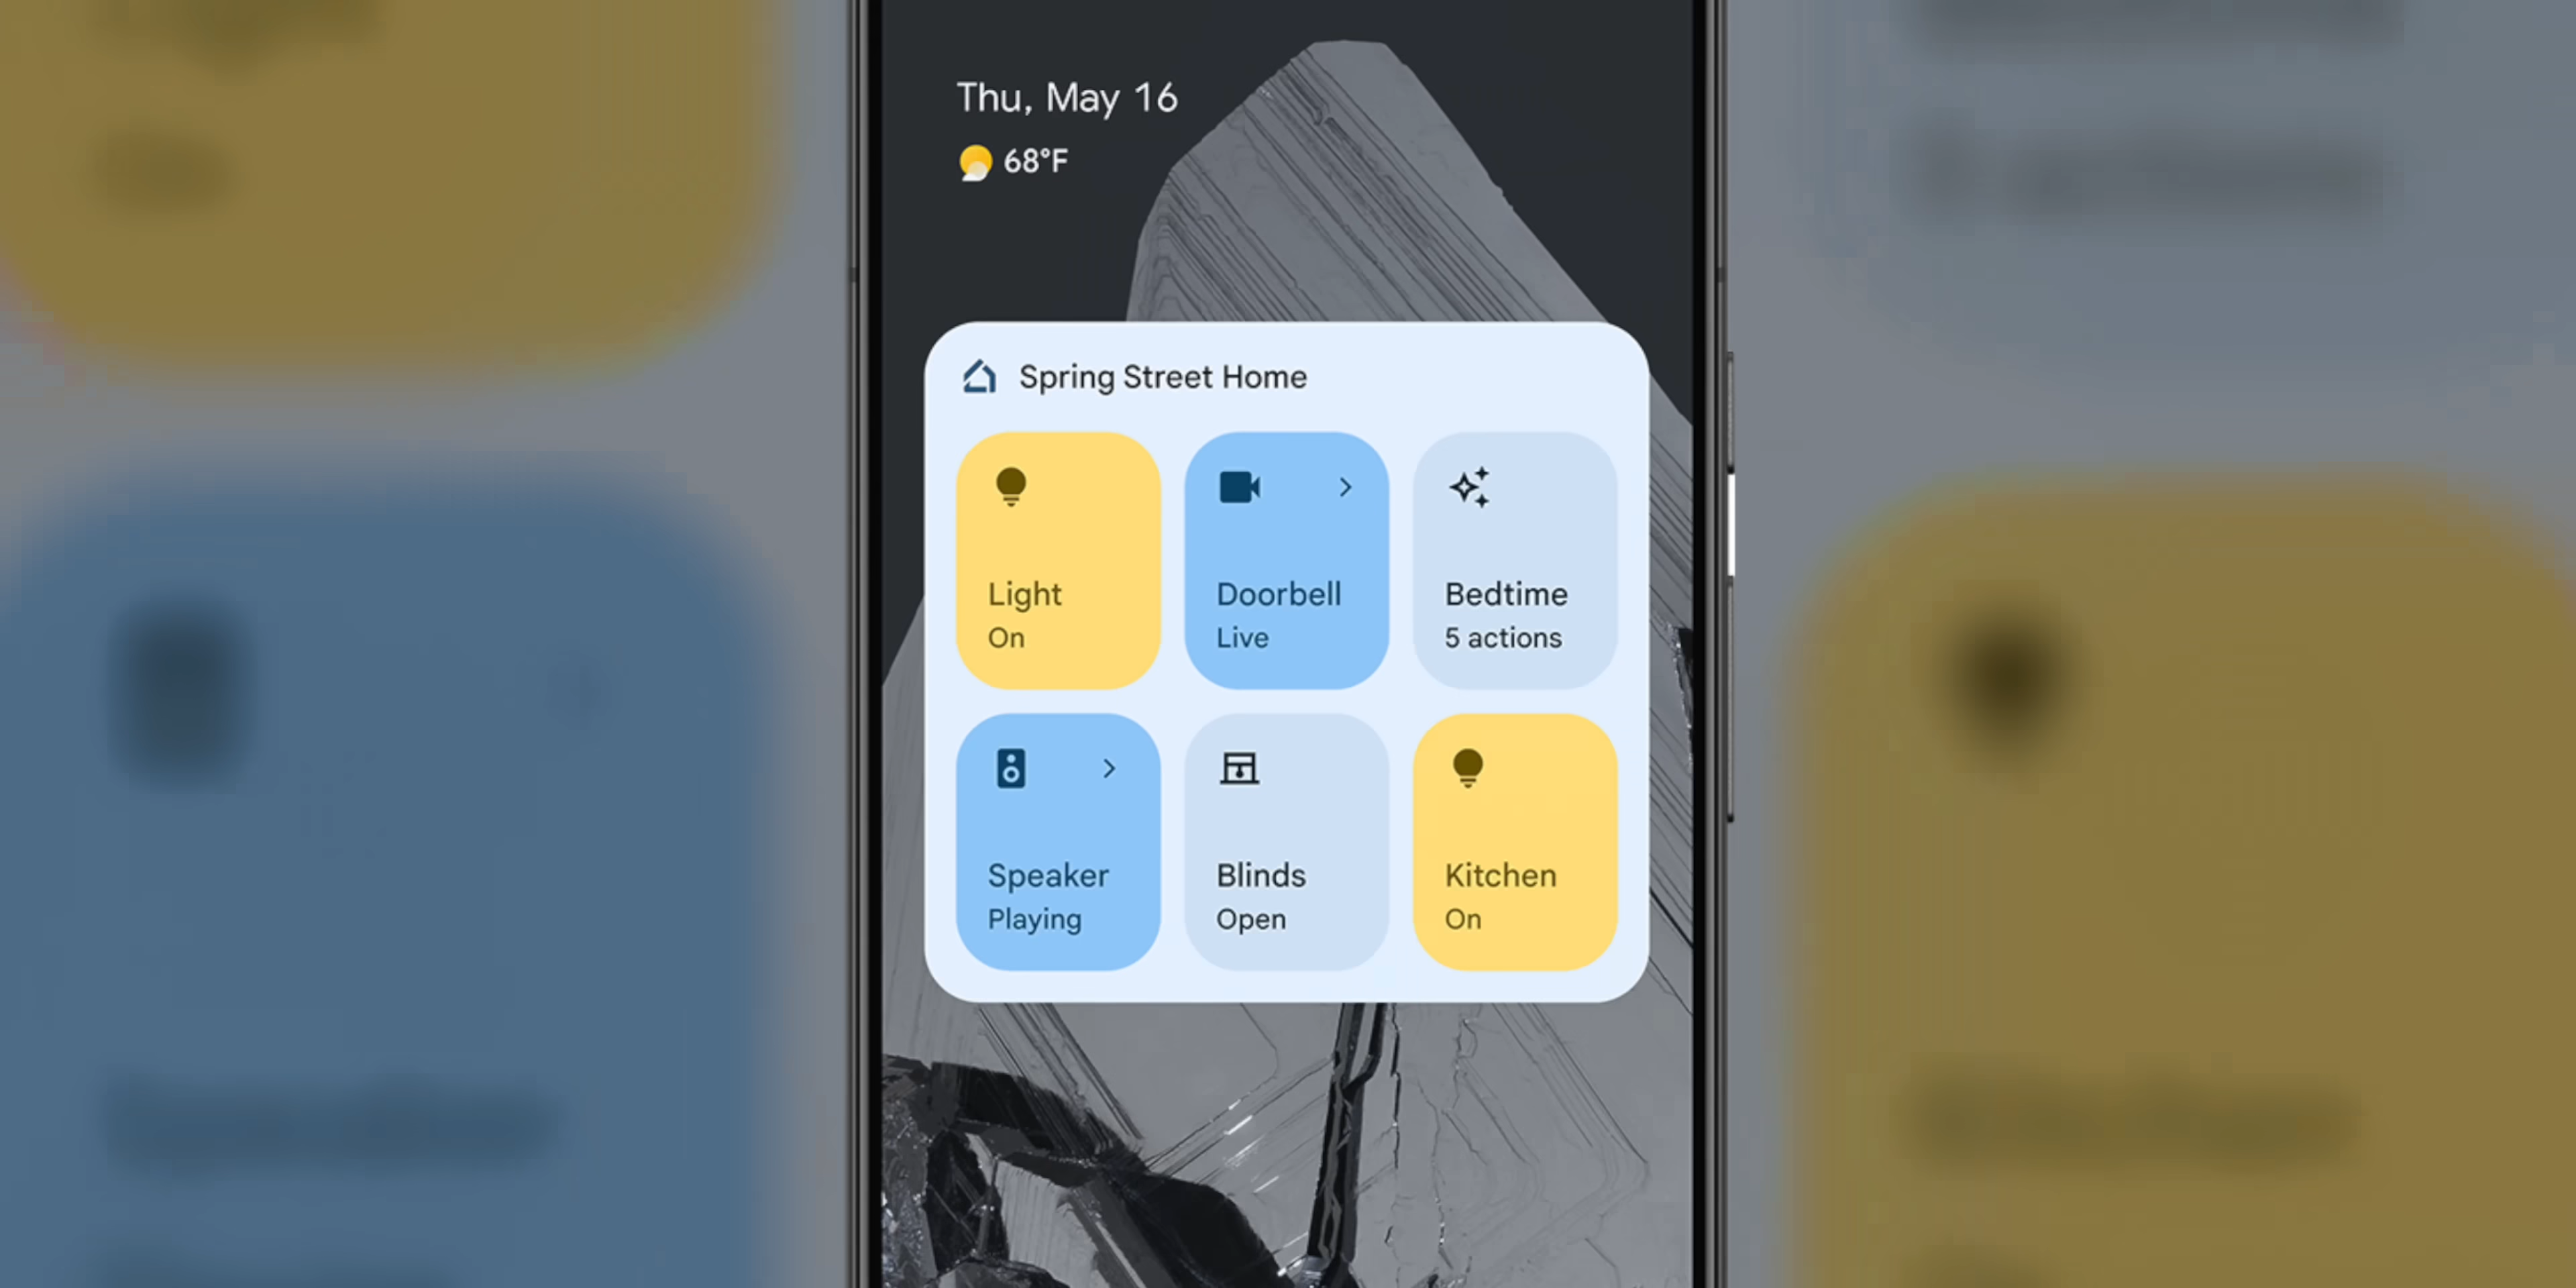 Thu, May 16
68°F
Spring Street Home
Light
On
Doorbell
Live
Bedtime
5 actions
Speaker
Playing
Blinds
Open
Kitchen
On